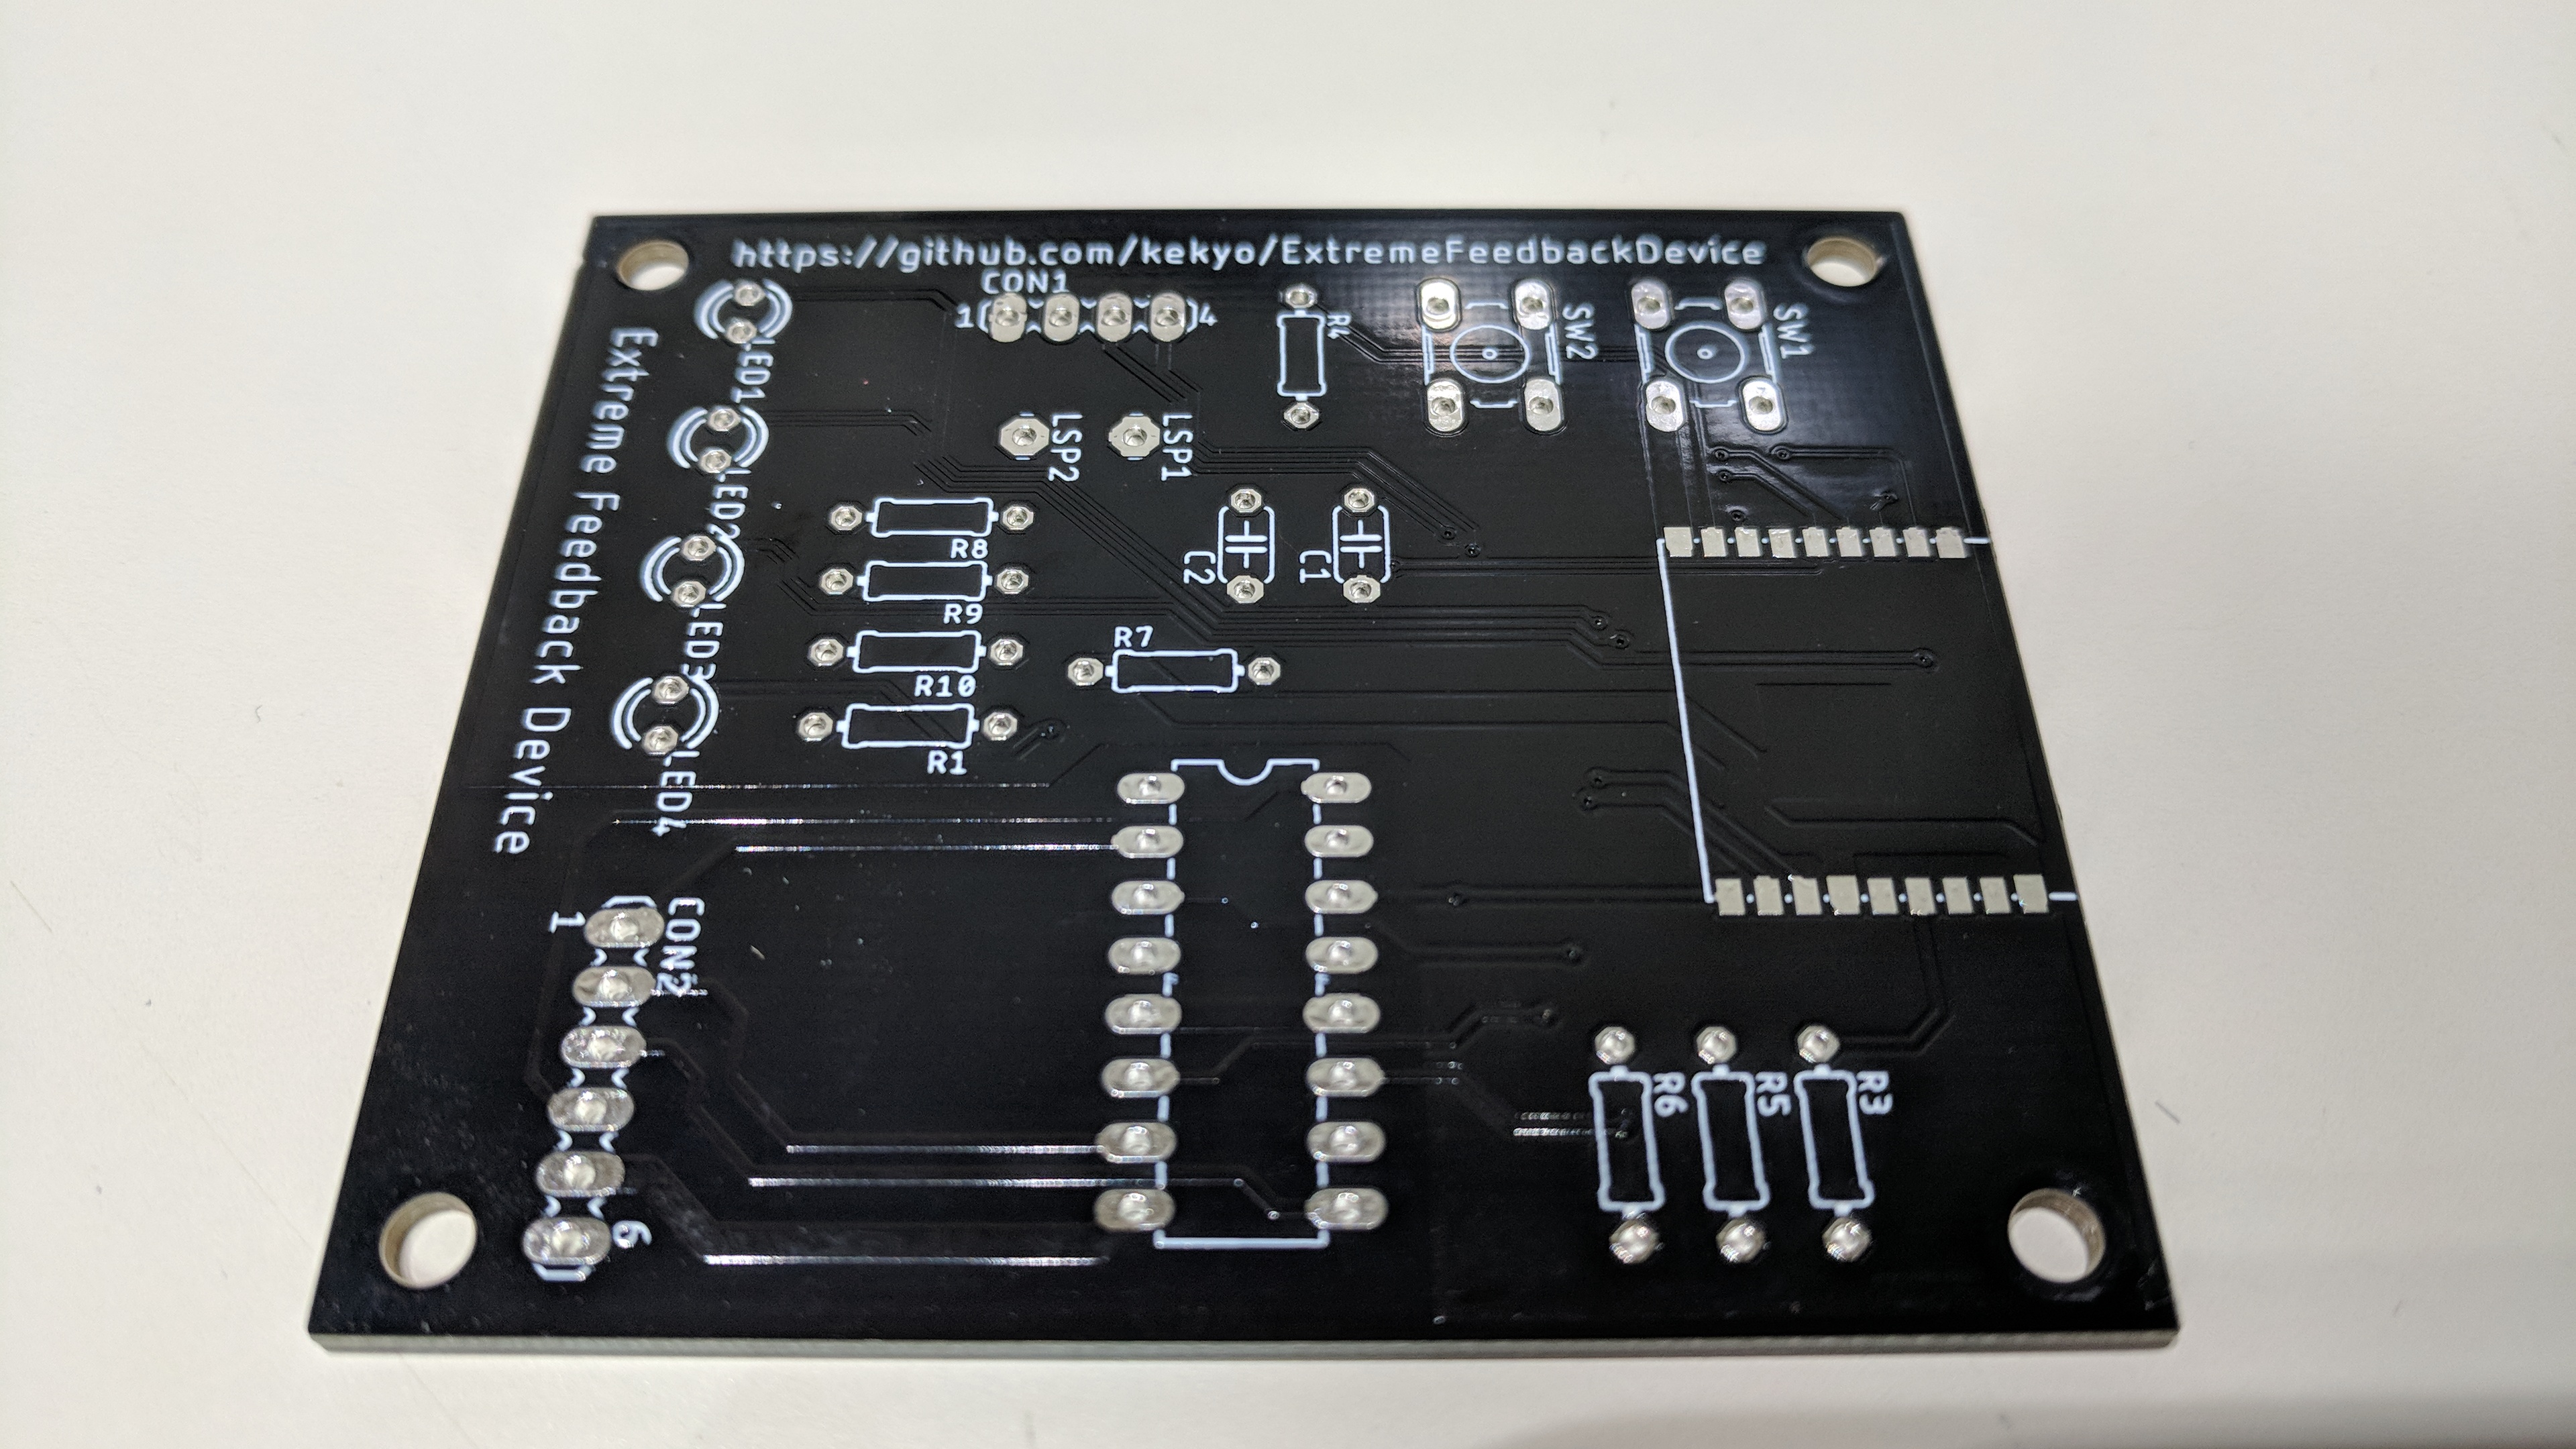 https://github.com/kekyo/ExtremeFeedbackDevice
CON1
1
4
R4
SW2
SW1
LED1
Extreme Feedback Device
LSP2
LSP1
LED2
R8
C2
C1
R9
LED3
R7
R10
R1
LED4
CON2
1
6
R6
R5
R3